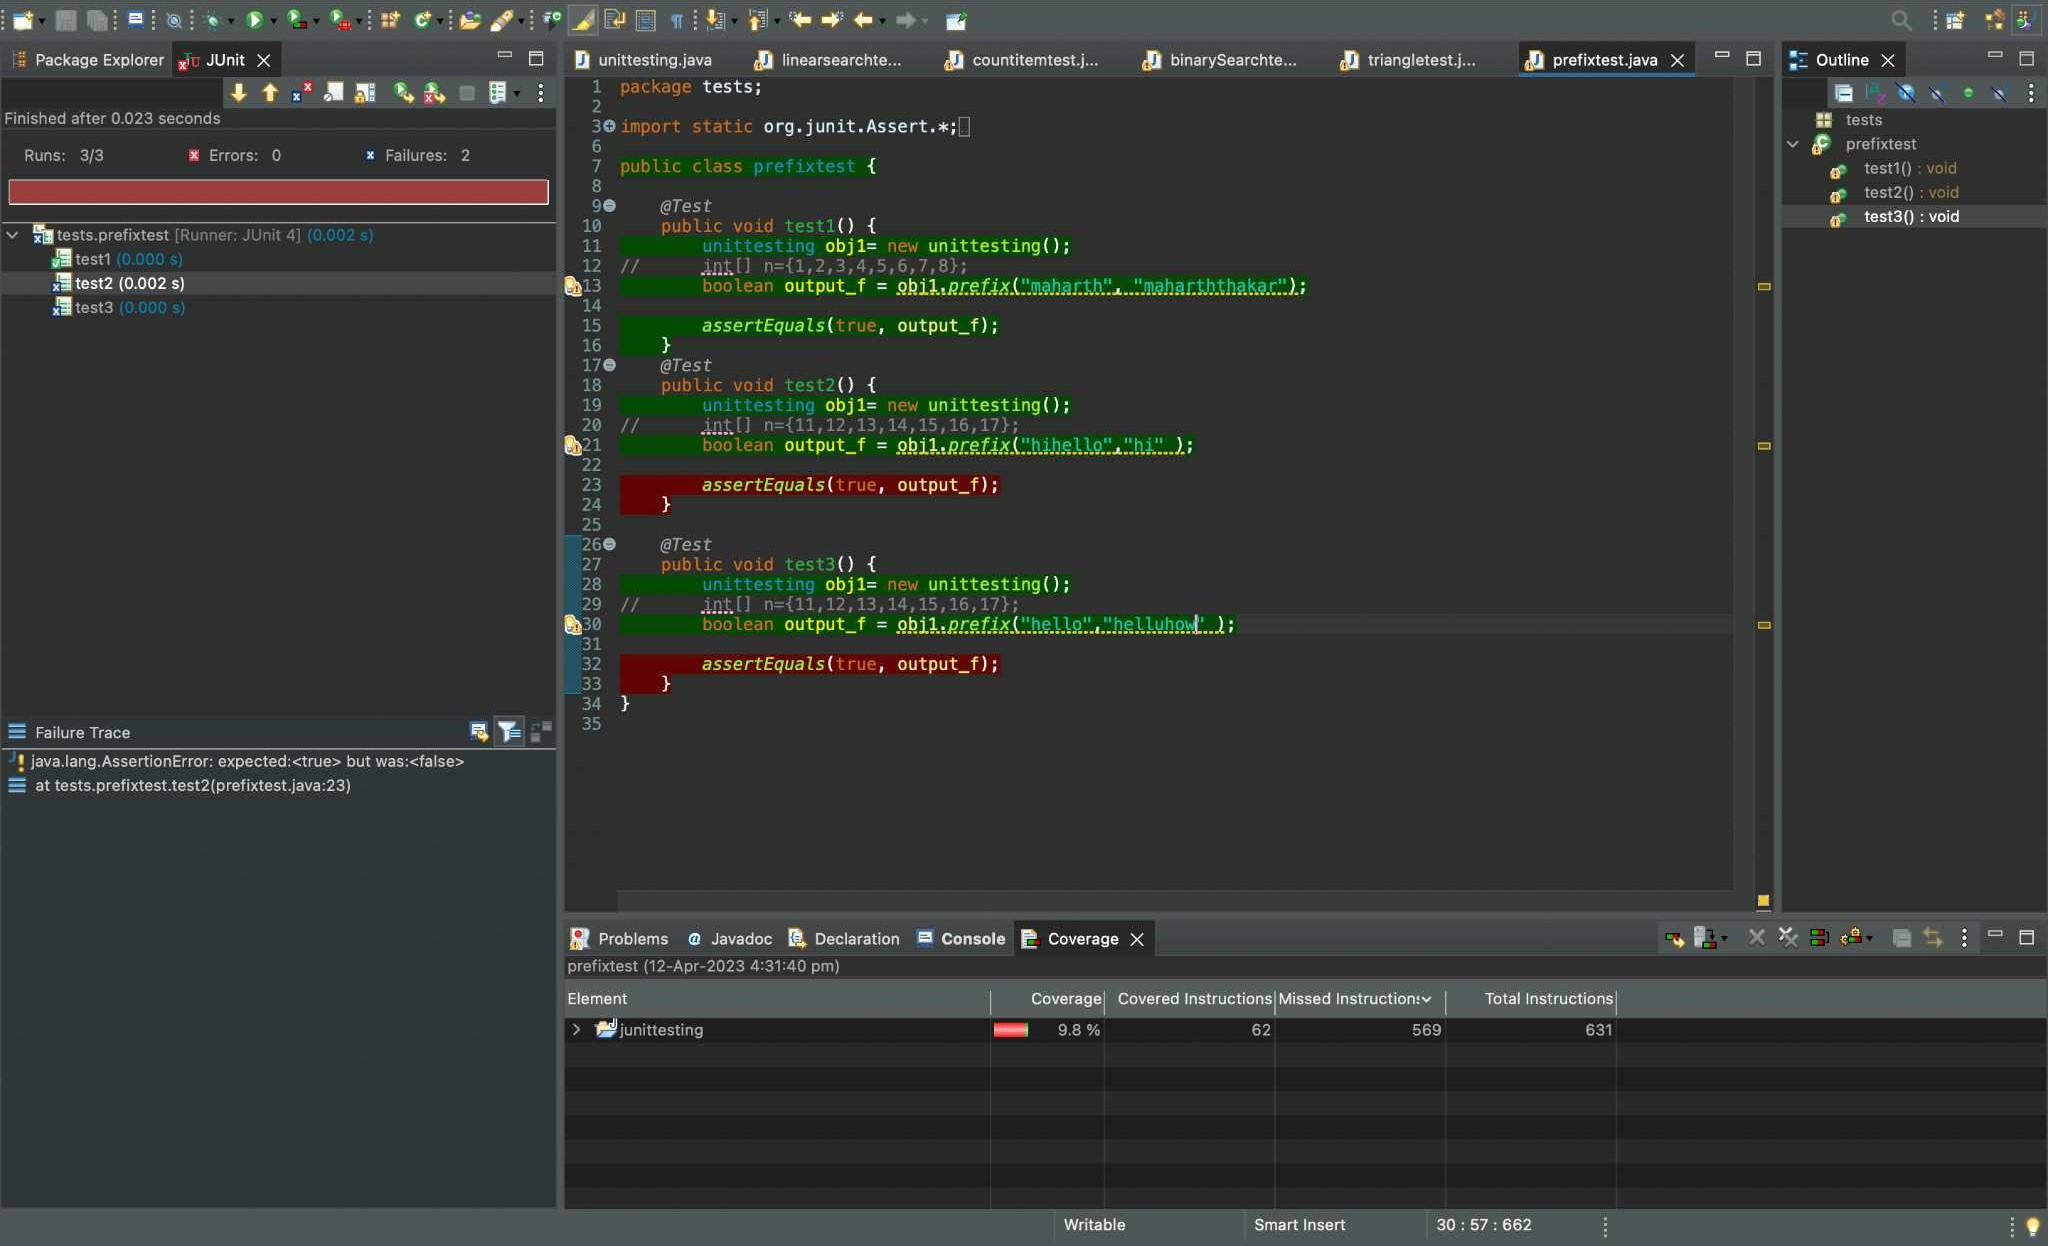 Package Explorer
JUnit
Finished after 0.023 seconds
Runs: 3/3
Errors: 0
Failures: 2
tests.prefixtest [Runner: JUnit 4] (0.002 s)
test1 (0.000 s)
test2 (0.002 s)
test3 (0.000 s)
Failure Trace
java.lang.AssertionError: expected:<true> but was:<false>
at tests.prefixtest.test2(prefixtest.java:23)
unittesting.java
linearsearchte...
countitemtest.j...
binarySearchte...
triangletest.j...
prefixtest.java
1 package tests;
2
3 import static org.junit.Assert.*;
6
7 public class prefixtest {
8
9 @Test
10 public void test1() {
11 unittesting obj1= new unittesting();
12 // int[] n={1,2,3,4,5,6,7,8};
13 boolean output_f = obj1.prefix("maharth", "maharththakar");
14
15 assertEquals(true, output_f);
16 }
17 @Test
18 public void test2() {
19 unittesting obj1= new unittesting();
20 // int[] n={11,12,13,14,15,16,17};
21 boolean output_f = obj1.prefix("hihello","hi" );
22
23 assertEquals(true, output_f);
24 }
25
26 @Test
27 public void test3() {
28 unittesting obj1= new unittesting();
29 // int[] n={11,12,13,14,15,16,17};
30 boolean output_f = obj1.prefix("hello","helluhow" );
31
32 assertEquals(true, output_f);
33 }
34 }
35
Outline
tests
prefixtest
test1() : void
test2() : void
test3() : void
Problems
Javadoc
Declaration
Console
Coverage
prefixtest (12-Apr-2023 4:31:40 pm)
Element Coverage Covered Instructions Missed Instructions Total Instructions
junittesting 9.8 % 62 569 631
Writable
Smart Insert
30 : 57 : 662